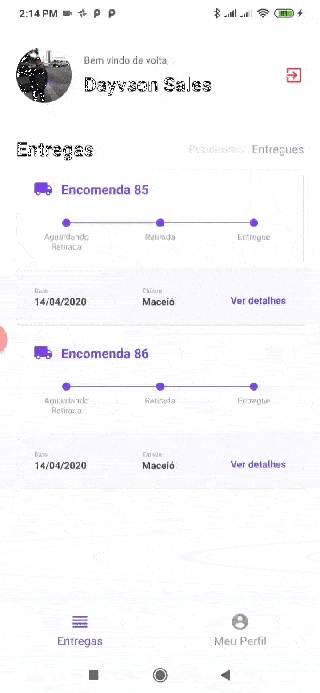 2:14 PM
Bem vindo de volta,
Dayvson Sales
Entregas
Pendentes Entregues
Encomenda 85
Aguardando Retirada Entregue
Retirada
Data Cidade
14/04/2020 Maceió Ver detalhes
Encomenda 86
Aguardando Retirada Entregue
Retirada
Data Cidade
14/04/2020 Maceió Ver detalhes
Entregas Meu Perfil